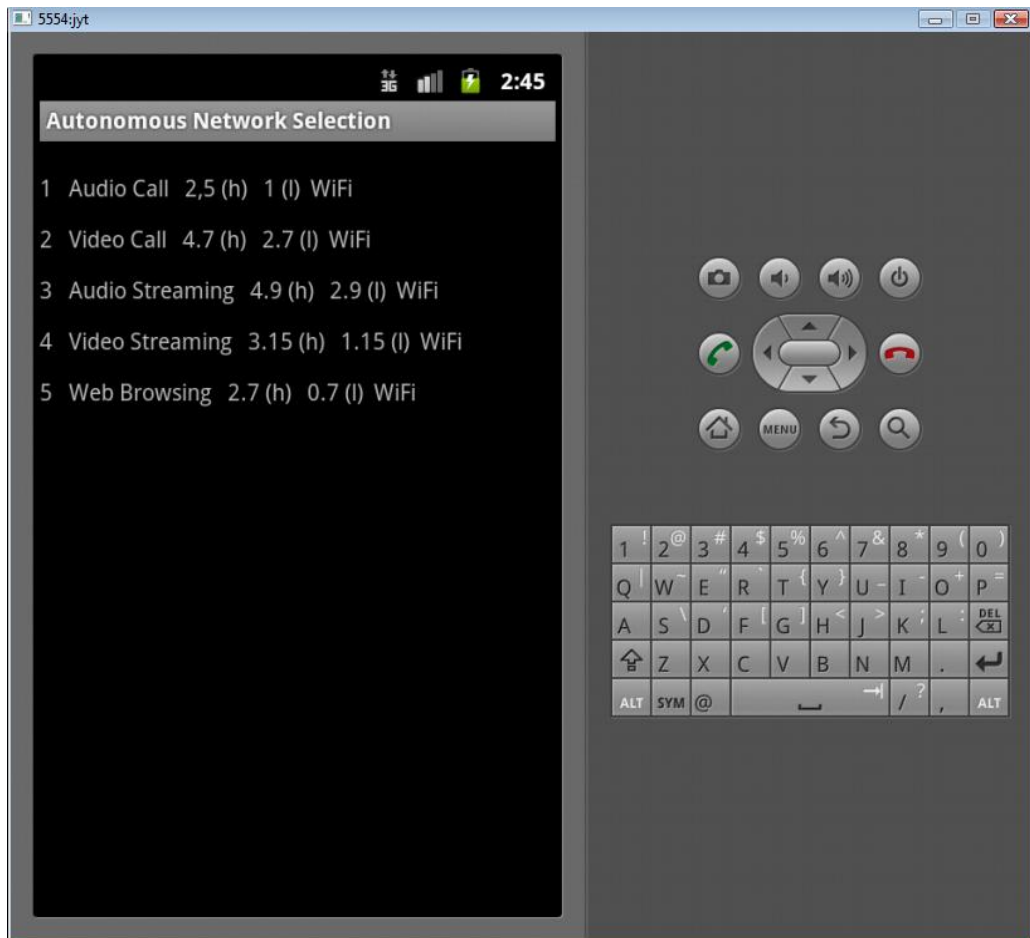 5554:jyt
3G 2:45
Autonomous Network Selection
1 Audio Call 2,5 (h) 1 (l) WiFi
2 Video Call 4.7 (h) 2.7 (l) WiFi
3 Audio Streaming 4.9 (h) 2.9 (l) WiFi
4 Video Streaming 3.15 (h) 1.15 (l) WiFi
5 Web Browsing 2.7 (h) 0.7 (l) WiFi
MENU
1 ! 2 @ 3 # 4 $ 5 % 6 ^ 7 & 8 * 9 ( 0 )
Q | W ~ E " R ` T { Y } U _ I - O + P =
A S \ D ' F [ G ] H < J > K ; L : DEL
Z X C V B N M .
ALT SYM @ / ? , ALT